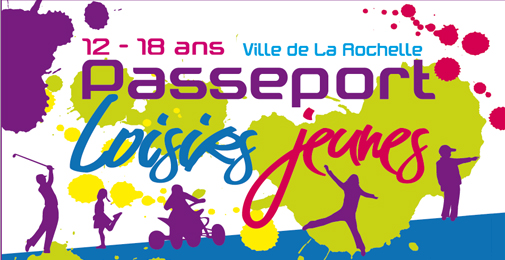 12 - 18 ans Ville de La Rochelle
Passeport
Loisirs jeunes